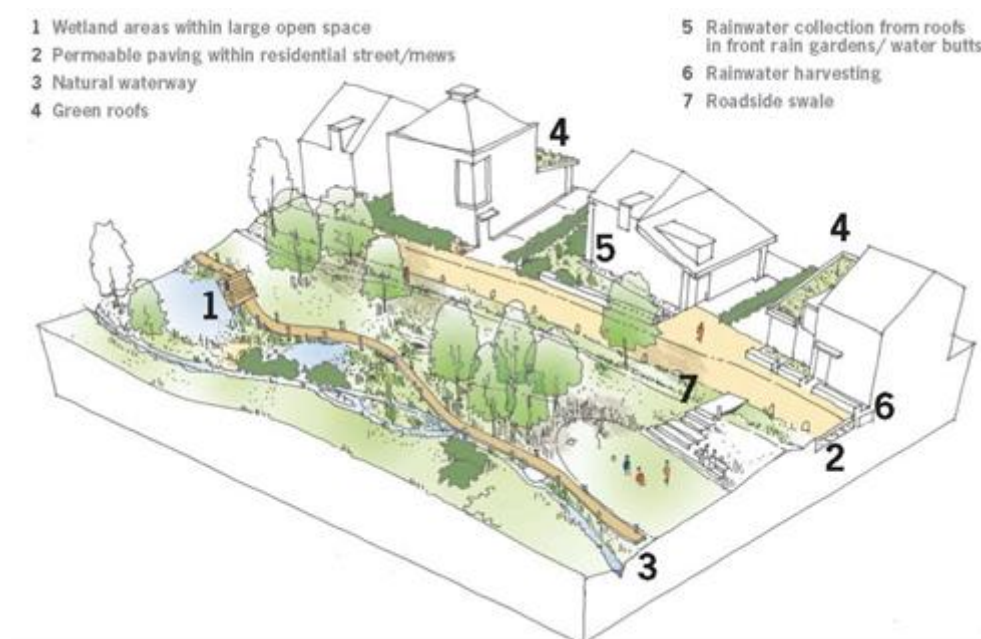 1 Wetland areas within large open space
2 Permeable paving within residential street/mews
3 Natural waterway
4 Green roofs
5 Rainwater collection from roofs
in front rain gardens/ water butts
6 Rainwater harvesting
7 Roadside swale
4
5
4
1
7
6
2
3